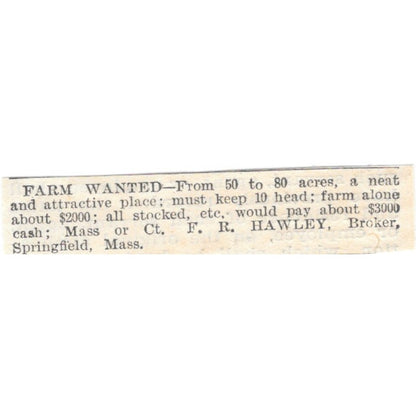 FARM WANTED—From 50 to 80 acres, a neat
and attractive place; must keep 10 head; farm alone
about $2000; all stocked, etc. would pay about $3000
cash; Mass or Ct. F. R. HAWLEY, Broker,
Springfield, Mass.